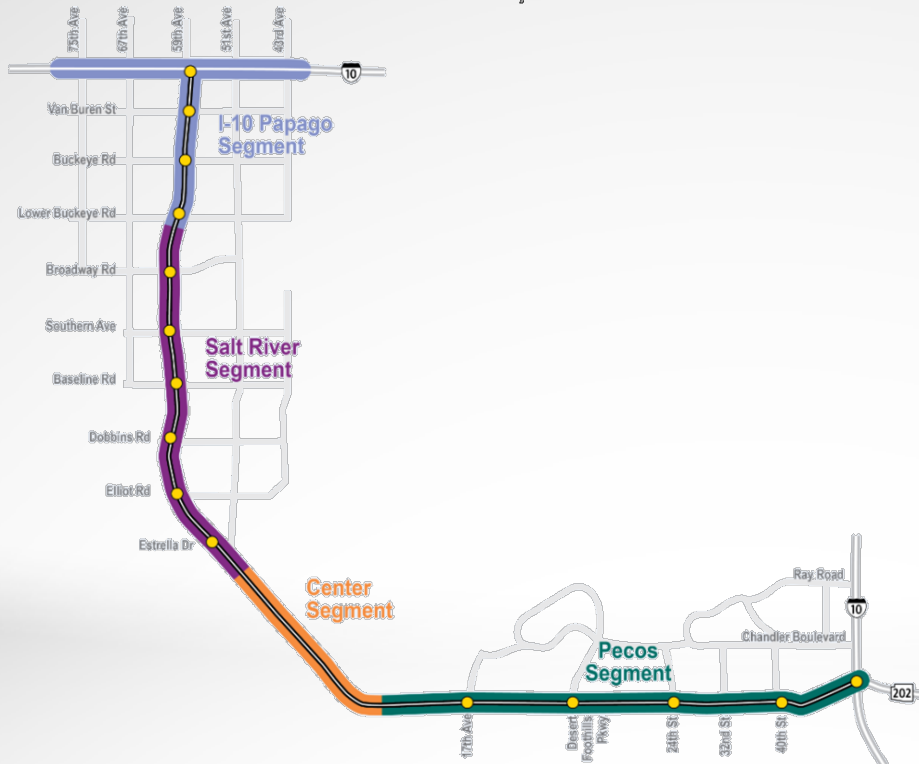 75th Ave
67th Ave
59th Ave
51st Ave
43rd Ave
10
Van Buren St
I-10 Papago
Segment
Buckeye Rd
Lower Buckeye Rd
Broadway Rd
Southern Ave
Salt River
Segment
Baseline Rd
Dobbins Rd
Elliot Rd
Estrella Dr
Center
Segment
Ray Road
10
Chandler Boulevard
Pecos
Segment
202
17th Ave
Desert
Foothills
Pkwy
24th St
32nd St
40th St